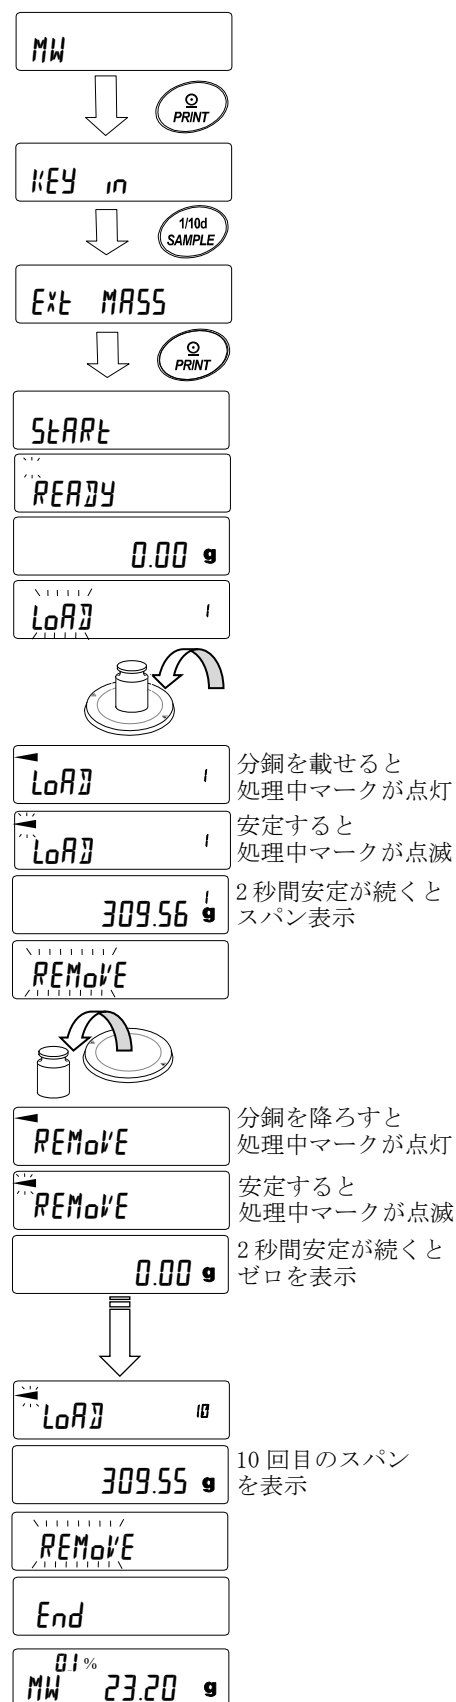 MW
PRINT
KEY in
1/10d
SAMPLE
Ext MASS
PRINT
StARt
READY
0.00 g
LoAD 1
LoAD 1
分銅を載せると
処理中マークが点灯
LoAD 1
安定すると
処理中マークが点滅
309.56 g 1
2秒間安定が続くと
スパン表示
REMoVE
REMoVE
分銅を降ろすと
処理中マークが点灯
REMoVE
安定すると
処理中マークが点滅
0.00 g
2秒間安定が続くと
ゼロを表示
LoAD 10
309.55 g
10回目のスパン
を表示
REMoVE
End
0.1 %
MW 23.20 g